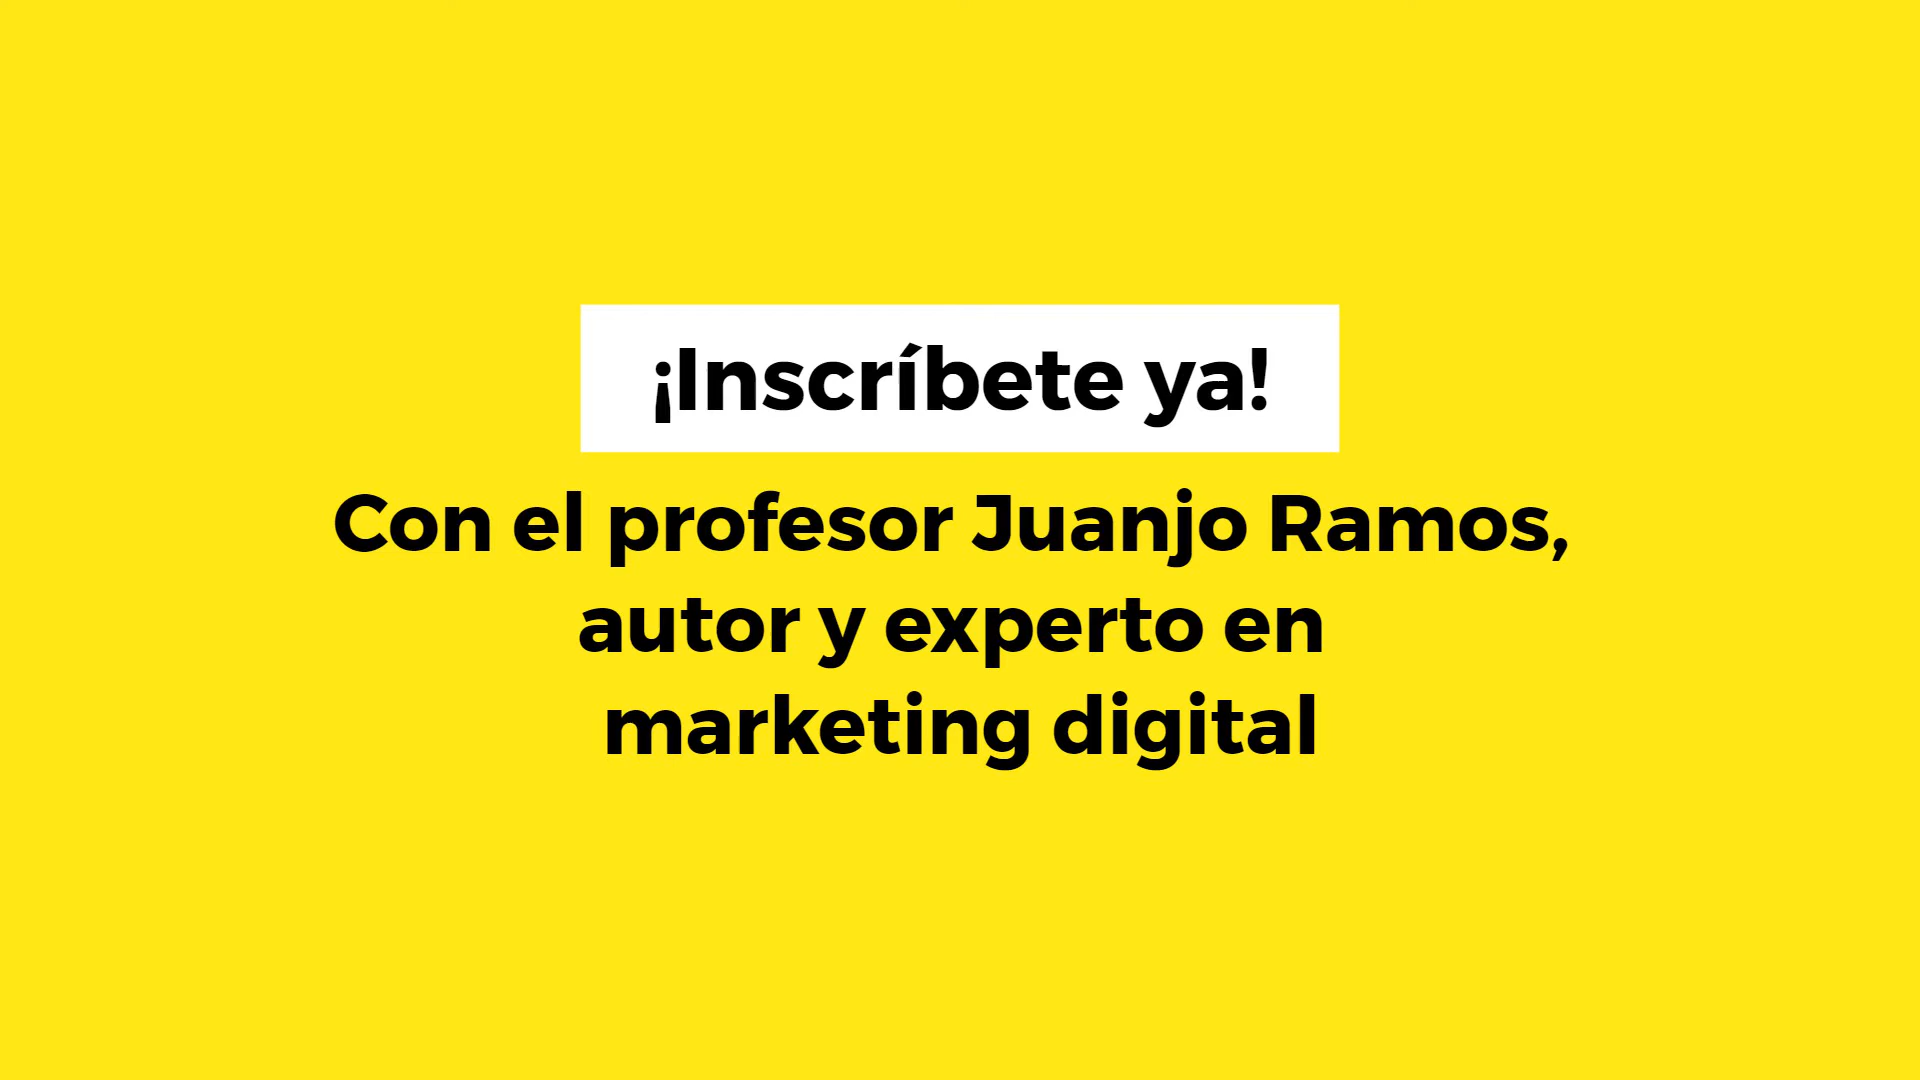 ¡Inscríbete ya!
Con el profesor Juanjo Ramos,
autor y experto en
marketing digital